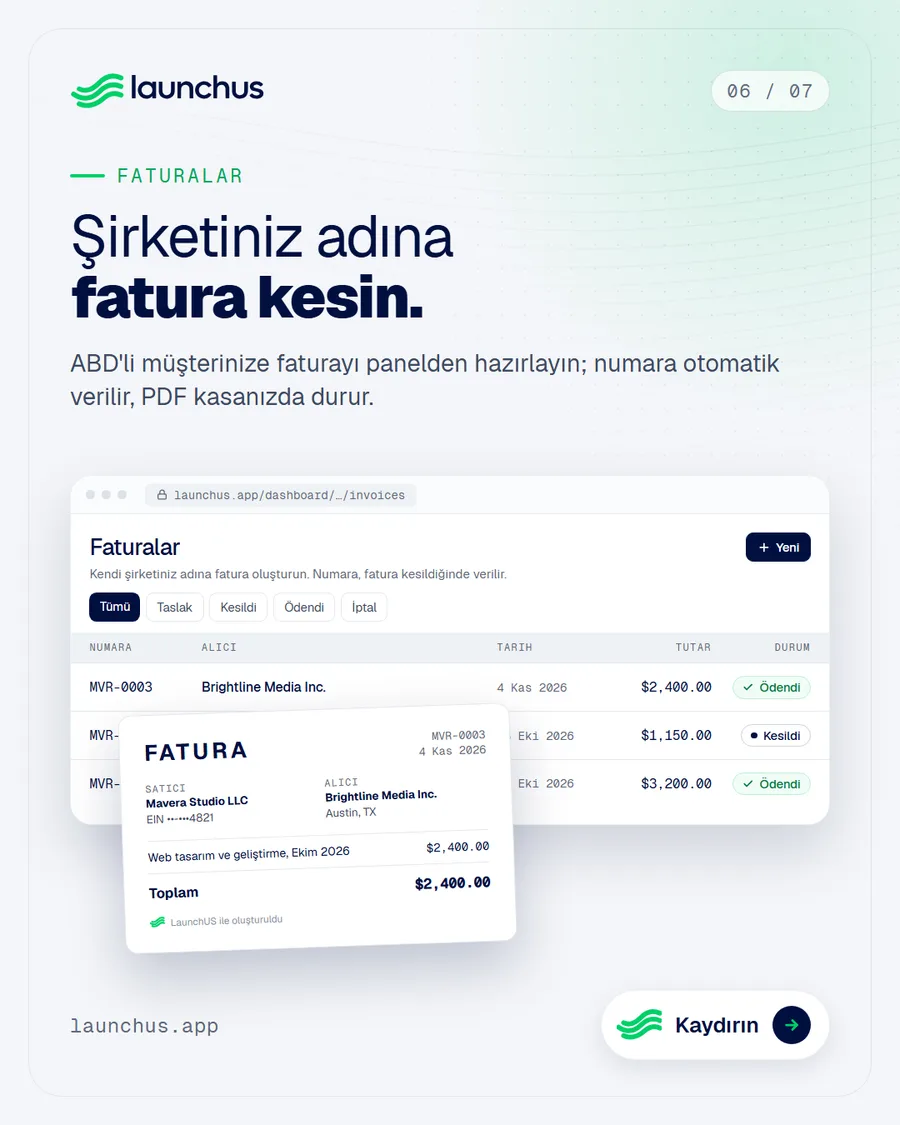 launchus
06 / 07
FATURALAR
Şirketiniz adına
fatura kesin.
ABD'li müşterinize faturayı panelden hazırlayın; numara otomatik
verilir, PDF kasanızda durur.
launchus.app/dashboard/…/invoices
Faturalar
+ Yeni
Kendi şirketiniz adına fatura oluşturun. Numara, fatura kesildiğinde verilir.
Tümü Taslak Kesildi Ödendi İptal
NUMARA ALICI TARIH TUTAR DURUM
MVR-0003 Brightline Media Inc. 4 Kas 2026 $2,400.00 Ödendi
MVR- Eki 2026 $1,150.00 Kesildi
MVR- Eki 2026 $3,200.00 Ödendi
FATURA
MVR-0003
4 Kas 2026
SATICI
Mavera Studio LLC
EIN ••-•••4821
ALICI
Brightline Media Inc.
Austin, TX
Web tasarım ve geliştirme, Ekim 2026 $2,400.00
Toplam $2,400.00
LaunchUS ile oluşturuldu
launchus.app
Kaydırın